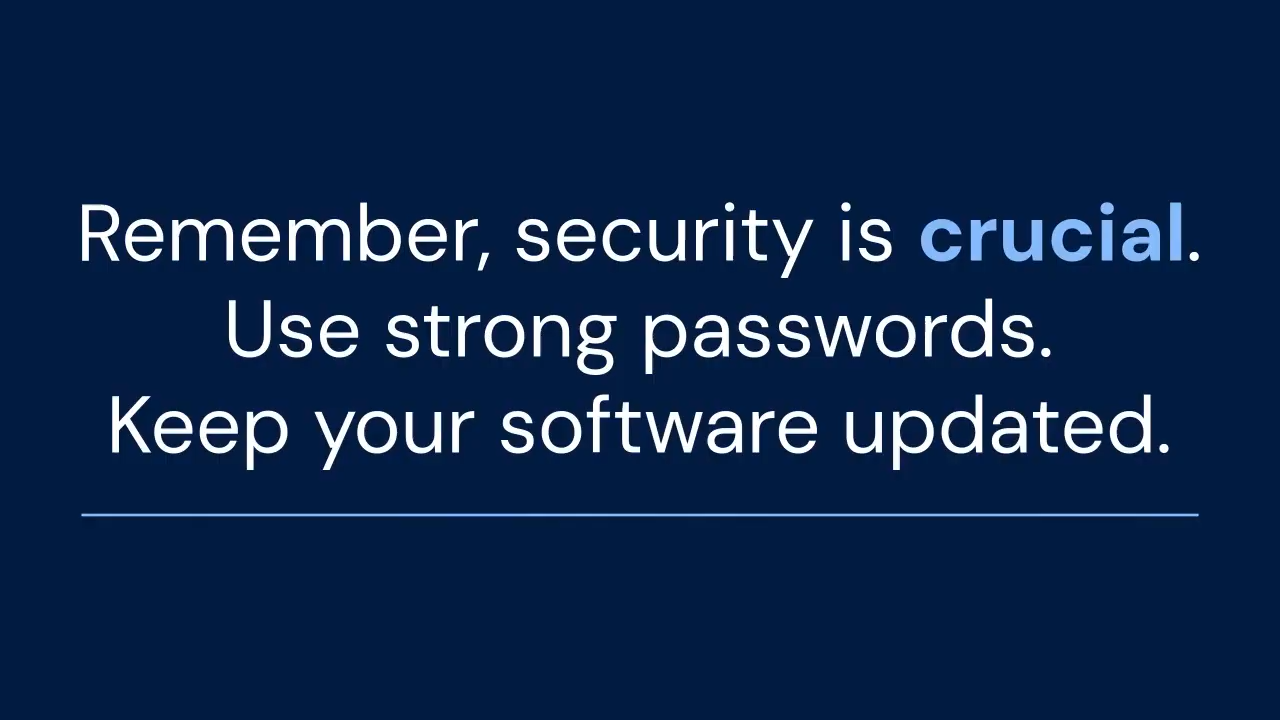 Remember, security is crucial.
Use strong passwords.
Keep your software updated.